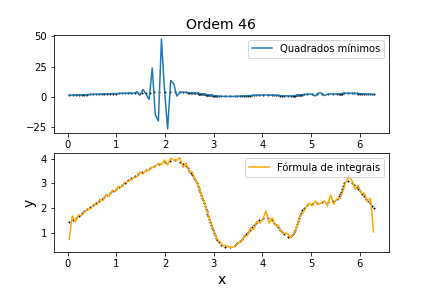 Ordem 46
50
25
0
−25
Quadrados mínimos
0 1 2 3 4 5 6
4
3
2
1
y
Fórmula de integrais
0 1 2 3 4 5 6
x